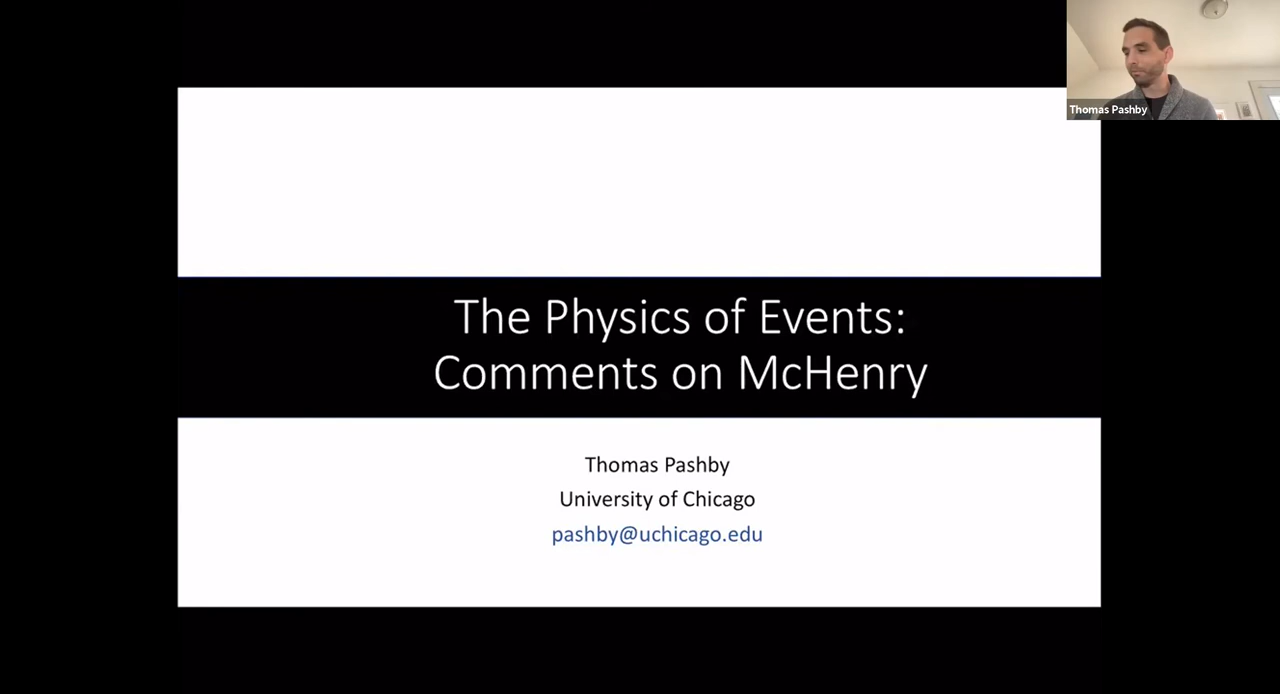 Thomas Pashby
The Physics of Events:
Comments on McHenry
Thomas Pashby
University of Chicago
pashby@uchicago.edu